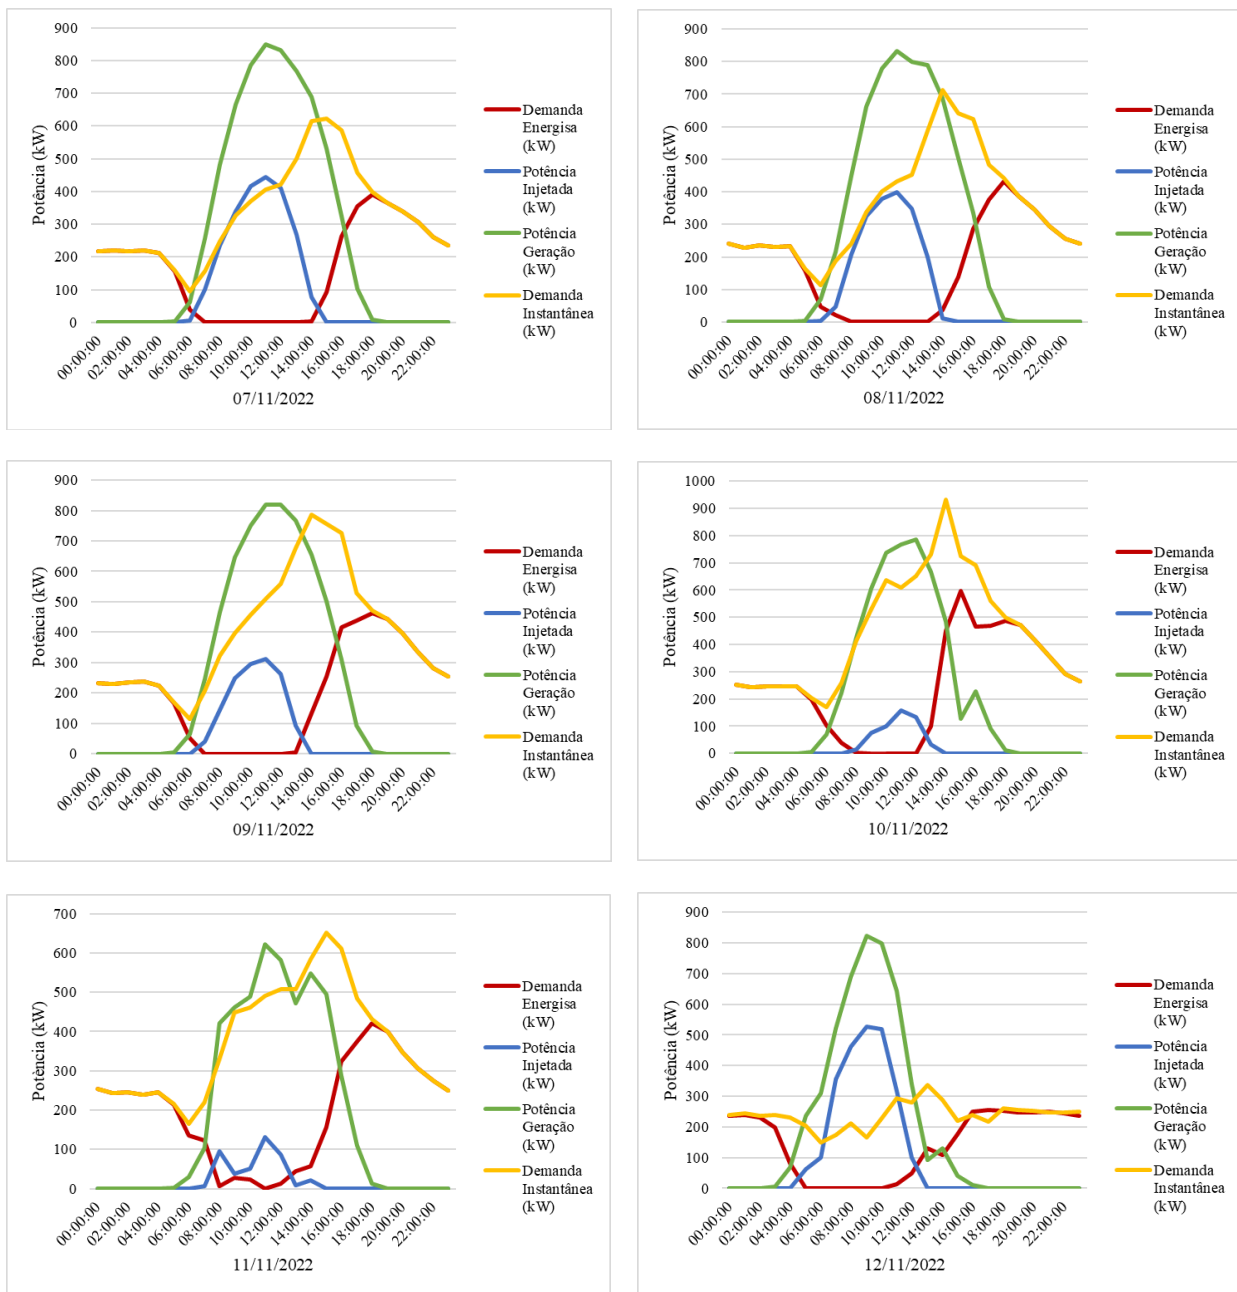 900
800
700
600
500
400
300
200
100
0
Potência (kW)
00:00:00
02:00:00
04:00:00
06:00:00
08:00:00
10:00:00
12:00:00
14:00:00
16:00:00
18:00:00
20:00:00
22:00:00
07/11/2022
Demanda
Energisa
(kW)
Potência
Injetada
(kW)
Potência
Geração
(kW)
Demanda
Instantânea
(kW)
900
800
700
600
500
400
300
200
100
0
Potência (kW)
00:00:00
02:00:00
04:00:00
06:00:00
08:00:00
10:00:00
12:00:00
14:00:00
16:00:00
18:00:00
20:00:00
22:00:00
08/11/2022
Demanda
Energisa
(kW)
Potência
Injetada
(kW)
Potência
Geração
(kW)
Demanda
Instantânea
(kW)
900
800
700
600
500
400
300
200
100
0
Potência (kW)
00:00:00
02:00:00
04:00:00
06:00:00
08:00:00
10:00:00
12:00:00
14:00:00
16:00:00
18:00:00
20:00:00
22:00:00
09/11/2022
Demanda
Energisa
(kW)
Potência
Injetada
(kW)
Potência
Geração
(kW)
Demanda
Instantânea
(kW)
1000
900
800
700
600
500
400
300
200
100
0
Potência (kW)
00:00:00
02:00:00
04:00:00
06:00:00
08:00:00
10:00:00
12:00:00
14:00:00
16:00:00
18:00:00
20:00:00
22:00:00
10/11/2022
Demanda
Energisa
(kW)
Potência
Injetada
(kW)
Potência
Geração
(kW)
Demanda
Instantânea
(kW)
700
600
500
400
300
200
100
0
Potência (kW)
00:00:00
02:00:00
04:00:00
06:00:00
08:00:00
10:00:00
12:00:00
14:00:00
16:00:00
18:00:00
20:00:00
22:00:00
11/11/2022
Demanda
Energisa
(kW)
Potência
Injetada
(kW)
Potência
Geração
(kW)
Demanda
Instantânea
(kW)
900
800
700
600
500
400
300
200
100
0
Potência (kW)
00:00:00
02:00:00
04:00:00
06:00:00
08:00:00
10:00:00
12:00:00
14:00:00
16:00:00
18:00:00
20:00:00
22:00:00
12/11/2022
Demanda
Energisa
(kW)
Potência
Injetada
(kW)
Potência
Geração
(kW)
Demanda
Instantânea
(kW)